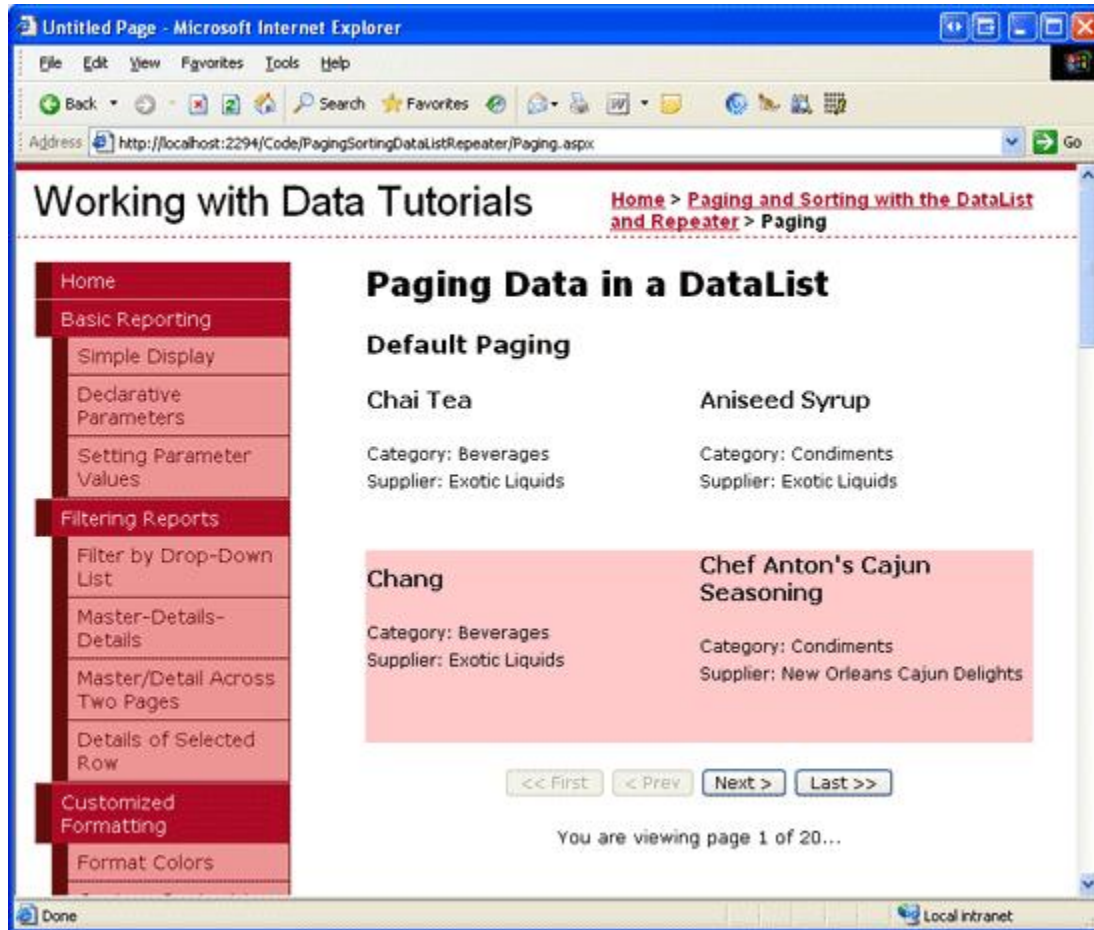 Untitled Page - Microsoft Internet Explorer
File Edit View Favorites Tools Help
Back Search Favorites
Address http://localhost:2294/Code/PagingSortingDataListRepeater/Paging.aspx Go
Working with Data Tutorials
Home > Paging and Sorting with the DataList
and Repeater > Paging
Home
Basic Reporting
Simple Display
Declarative
Parameters
Setting Parameter
Values
Filtering Reports
Filter by Drop-Down
List
Master-Details-
Details
Master/Detail Across
Two Pages
Details of Selected
Row
Customized
Formatting
Format Colors
Paging Data in a DataList
Default Paging
Chai Tea
Category: Beverages
Supplier: Exotic Liquids
Aniseed Syrup
Category: Condiments
Supplier: Exotic Liquids
Chang
Category: Beverages
Supplier: Exotic Liquids
Chef Anton's Cajun
Seasoning
Category: Condiments
Supplier: New Orleans Cajun Delights
<< First < Prev Next > Last >>
You are viewing page 1 of 20...
Done
Local intranet